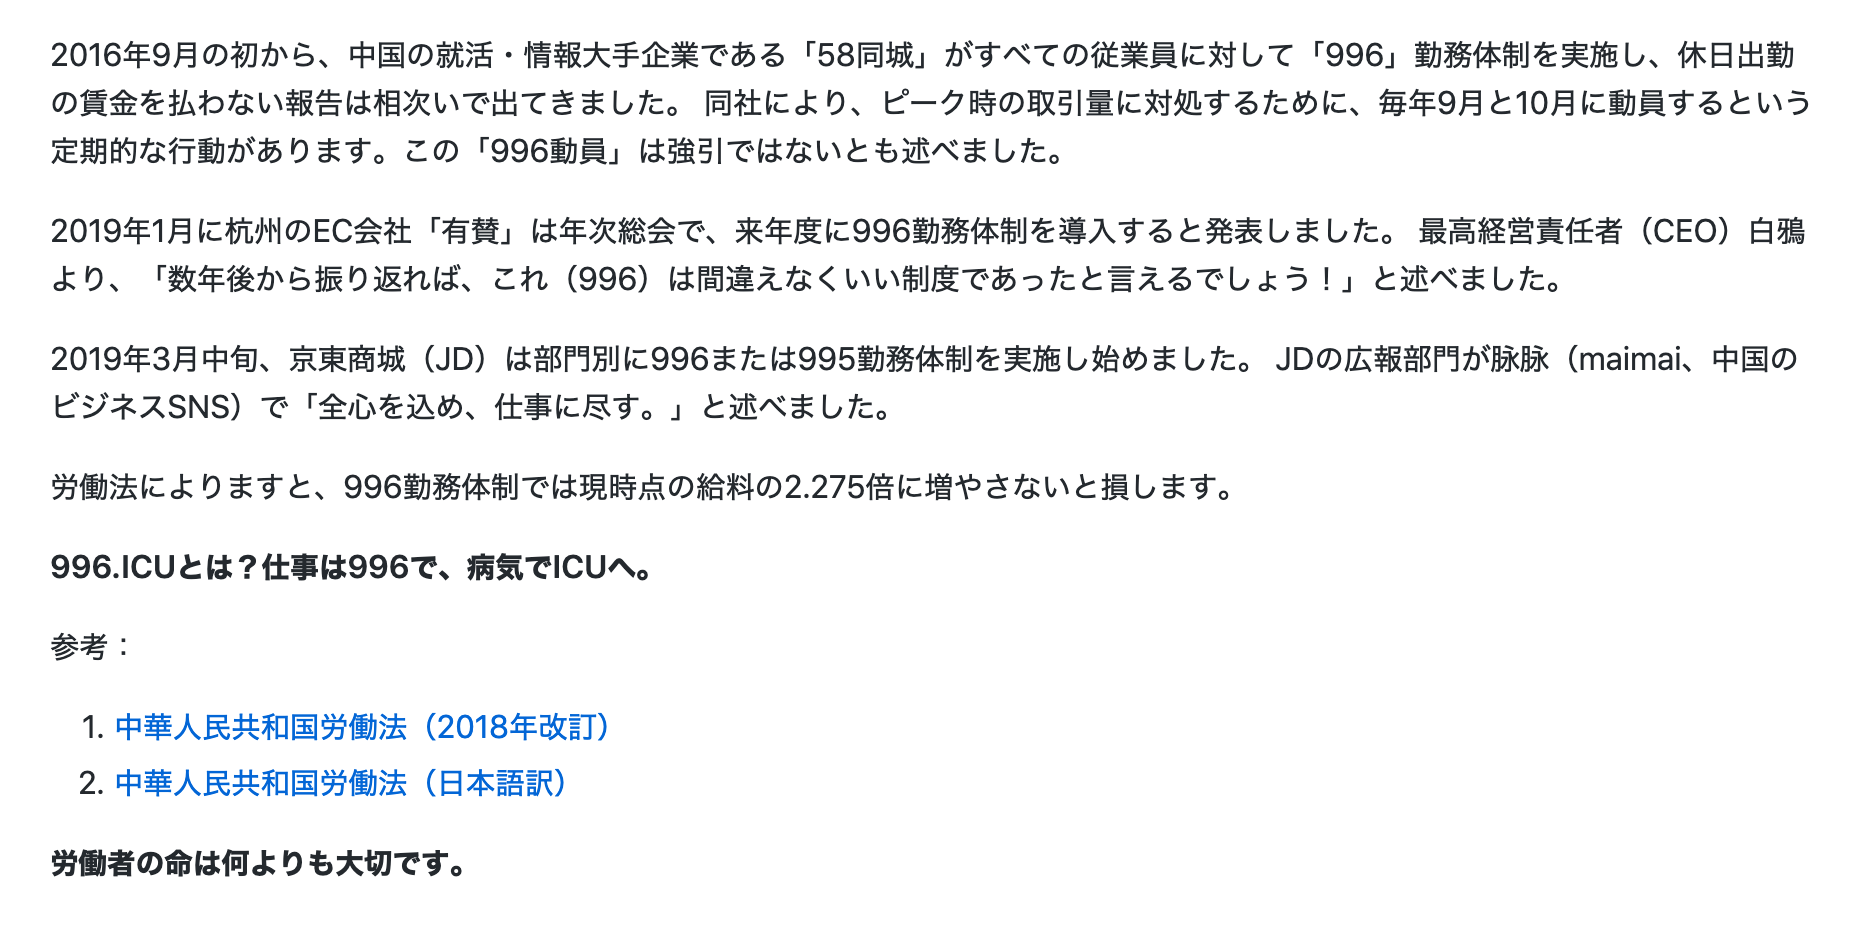 2016年9月の初から、中国の就活・情報大手企業である「58同城」がすべての従業員に対して「996」勤務体制を実施し、休日出勤
の賃金を払わない報告は相次いで出てきました。 同社により、ピーク時の取引量に対処するために、毎年9月と10月に動員するという
定期的な行動があります。この「996動員」は強引ではないとも述べました。
2019年1月に杭州のEC会社「有賛」は年次総会で、来年度に996勤務体制を導入すると発表しました。 最高経営責任者（CEO）白鴉
より、「数年後から振り返れば、これ（996）は間違えなくいい制度であったと言えるでしょう！」と述べました。
2019年3月中旬、京東商城（JD）は部門別に996または995勤務体制を実施し始めました。 JDの広報部門が脉脉（maimai、中国の
ビジネスSNS）で「全心を込め、仕事に尽す。」と述べました。
労働法によりますと、996勤務体制では現時点の給料の2.275倍に増やさないと損します。
996.ICUとは？仕事は996で、病気でICUへ。
参考：
1. 中華人民共和国労働法（2018年改訂）
2. 中華人民共和国労働法（日本語訳）
労働者の命は何よりも大切です。